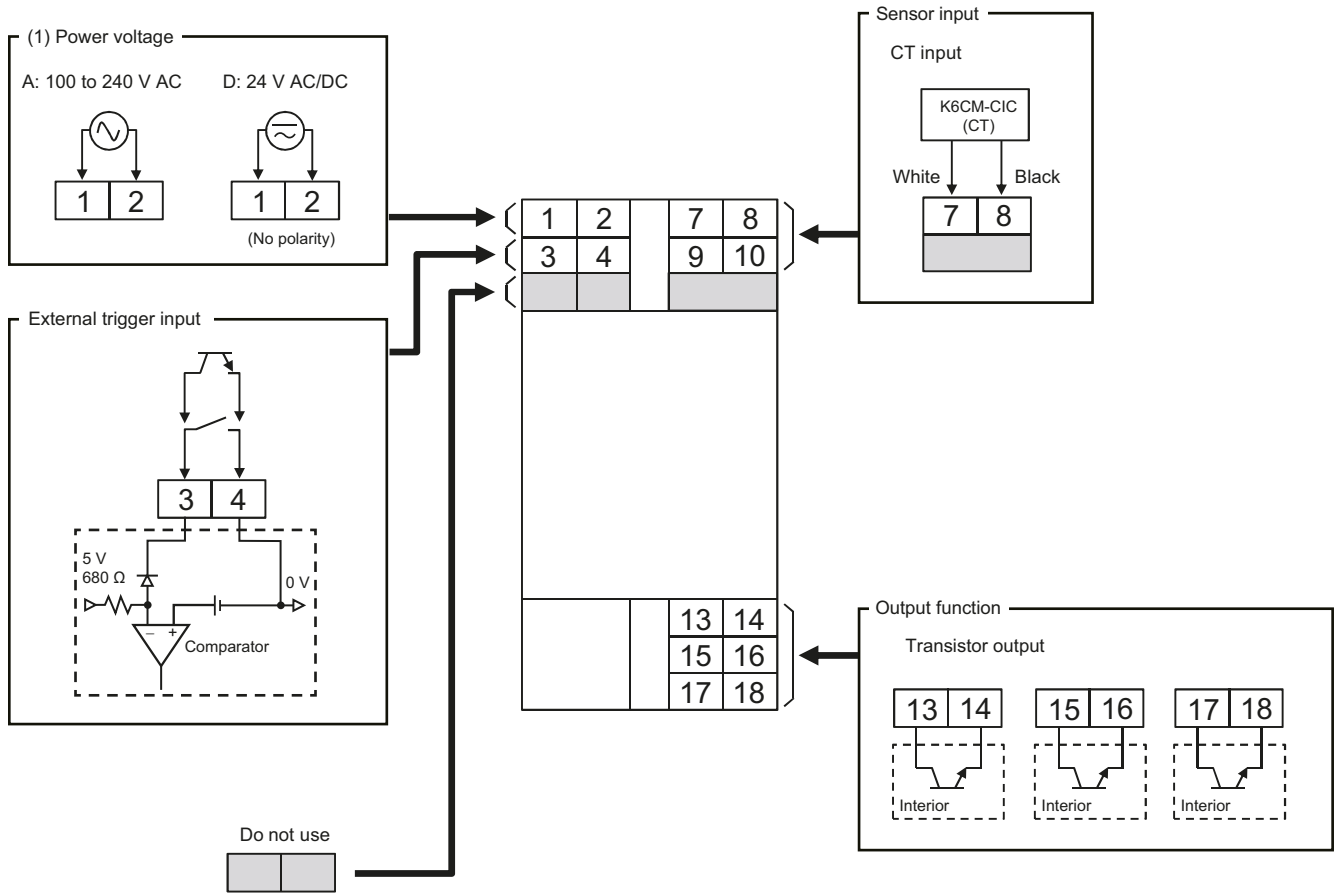 (1) Power voltage
A: 100 to 240 V AC
D: 24 V AC/DC
1 2
1 2
(No polarity)
External trigger input
3 4
5 V
680 Ω
0 V
– +
Comparator
Do not use
1 2 7 8
3 4 9 10
13 14
15 16
17 18
Sensor input
CT input
K6CM-CIC
(CT)
White Black
7 8
Output function
Transistor output
13 14
15 16
17 18
Interior
Interior
Interior